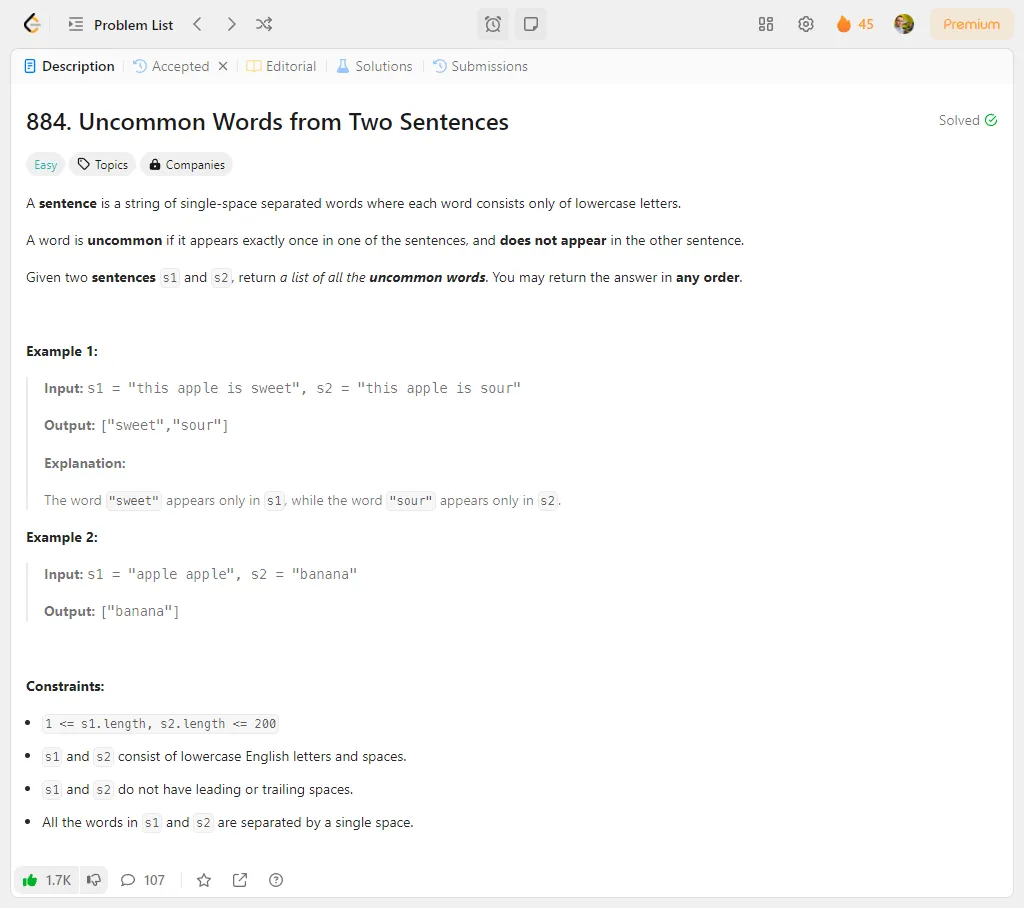 Problem List
45
Premium
Description
Accepted
Editorial
Solutions
Submissions
884. Uncommon Words from Two Sentences
Solved
Easy
Topics
Companies
A sentence is a string of single-space separated words where each word consists only of lowercase letters.
A word is uncommon if it appears exactly once in one of the sentences, and does not appear in the other sentence.
Given two sentences s1 and s2, return a list of all the uncommon words. You may return the answer in any order.
Example 1:
Input: s1 = "this apple is sweet", s2 = "this apple is sour"
Output: ["sweet","sour"]
Explanation:
The word "sweet" appears only in s1, while the word "sour" appears only in s2.
Example 2:
Input: s1 = "apple apple", s2 = "banana"
Output: ["banana"]
Constraints:
1 <= s1.length, s2.length <= 200
s1 and s2 consist of lowercase English letters and spaces.
s1 and s2 do not have leading or trailing spaces.
All the words in s1 and s2 are separated by a single space.
1.7K
107